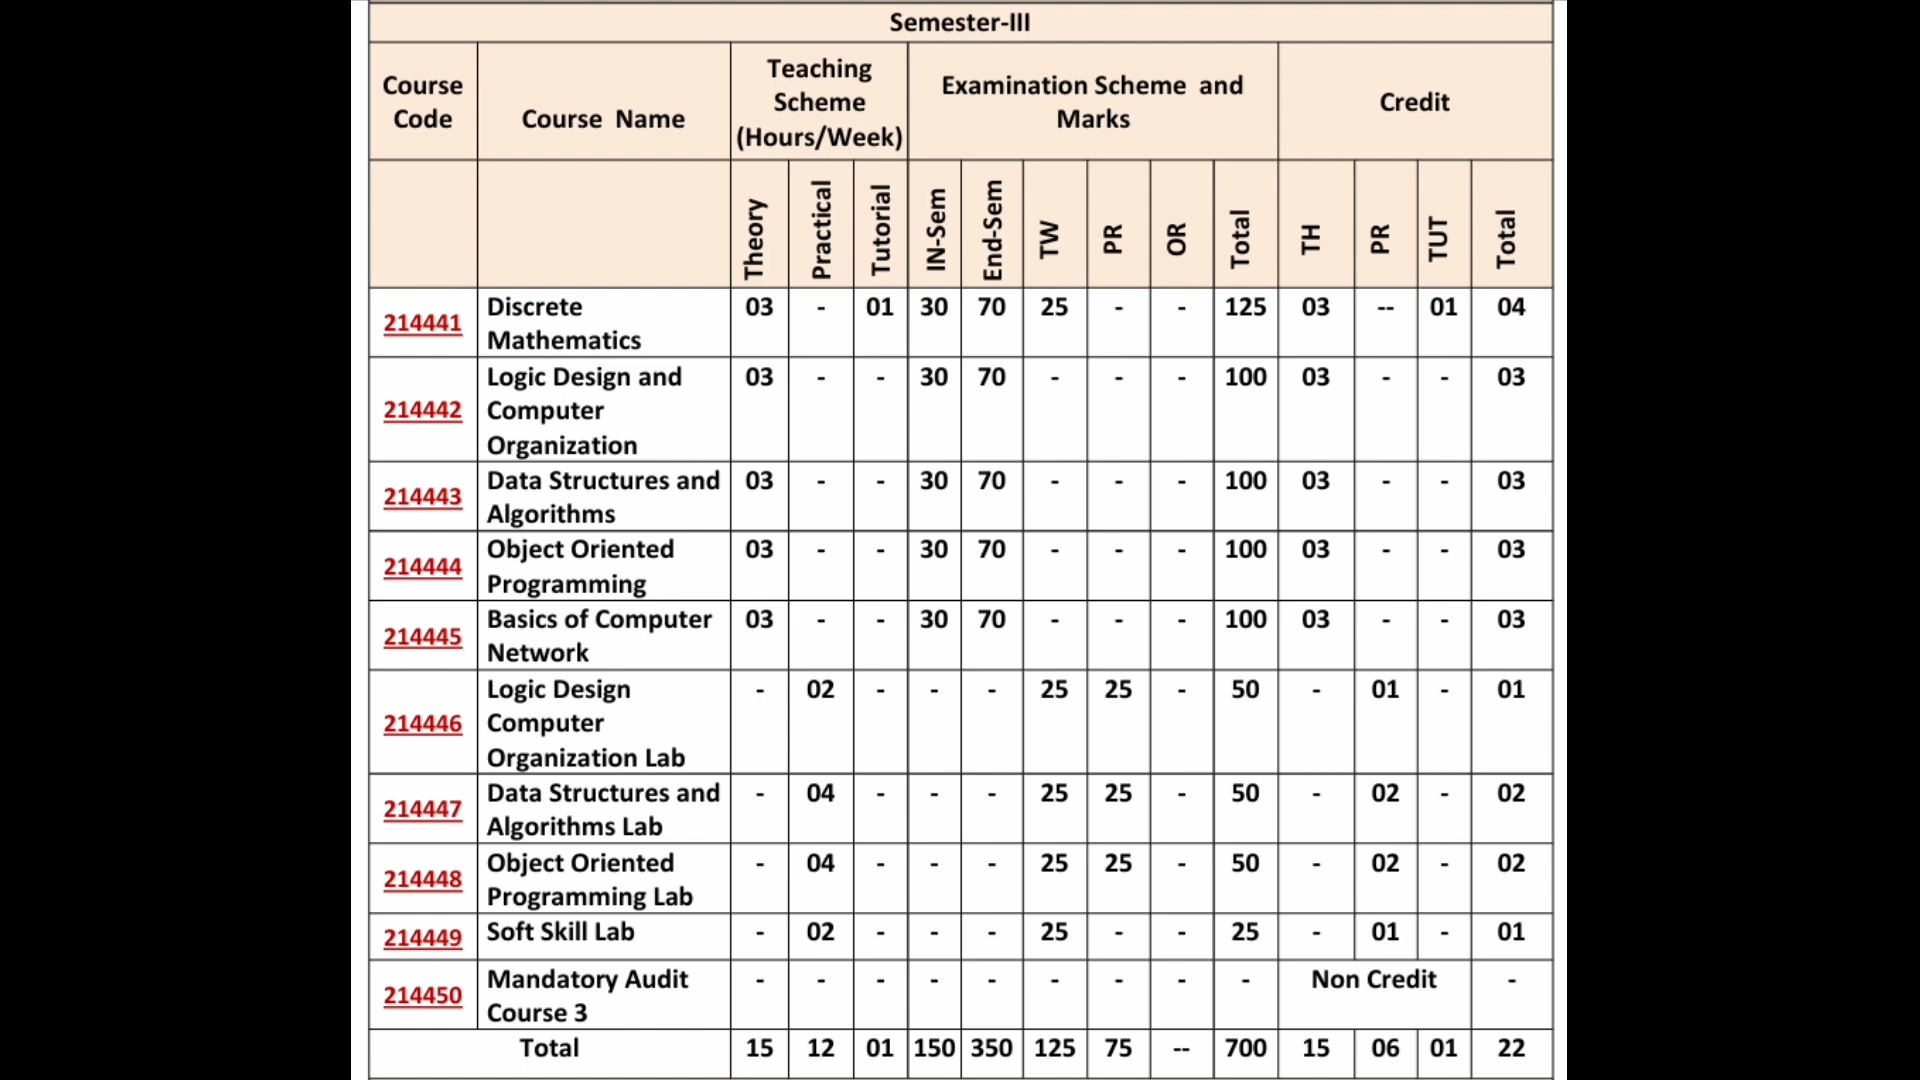 Semester-III
Course Code Course Name Teaching Scheme (Hours/Week) Examination Scheme and Marks Credit
Theory Practical Tutorial IN-Sem End-Sem TW PR OR Total TH PR TUT Total
214441 Discrete Mathematics 03 - 01 30 70 25 - - 125 03 -- 01 04
214442 Logic Design and Computer Organization 03 - - 30 70 - - - 100 03 - - 03
214443 Data Structures and Algorithms 03 - - 30 70 - - - 100 03 - - 03
214444 Object Oriented Programming 03 - - 30 70 - - - 100 03 - - 03
214445 Basics of Computer Network 03 - - 30 70 - - - 100 03 - - 03
214446 Logic Design Computer Organization Lab - 02 - - - 25 25 - 50 - 01 - 01
214447 Data Structures and Algorithms Lab - 04 - - - 25 25 - 50 - 02 - 02
214448 Object Oriented Programming Lab - 04 - - - 25 25 - 50 - 02 - 02
214449 Soft Skill Lab - 02 - - - 25 - - 25 - 01 - 01
214450 Mandatory Audit Course 3 - - - - - - - - - Non Credit -
Total 15 12 01 150 350 125 75 -- 700 15 06 01 22